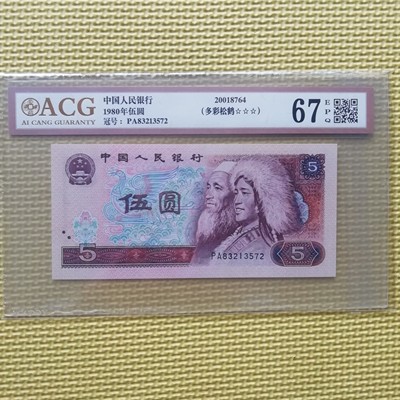 ACG
AI CANG GUARANTY
中国人民银行
1980年伍圆
冠号：PA83213572
20018764
（多彩松鹤☆☆☆）
67 EPQ
中国人民银行
5
伍圆
PA83213572
5
5